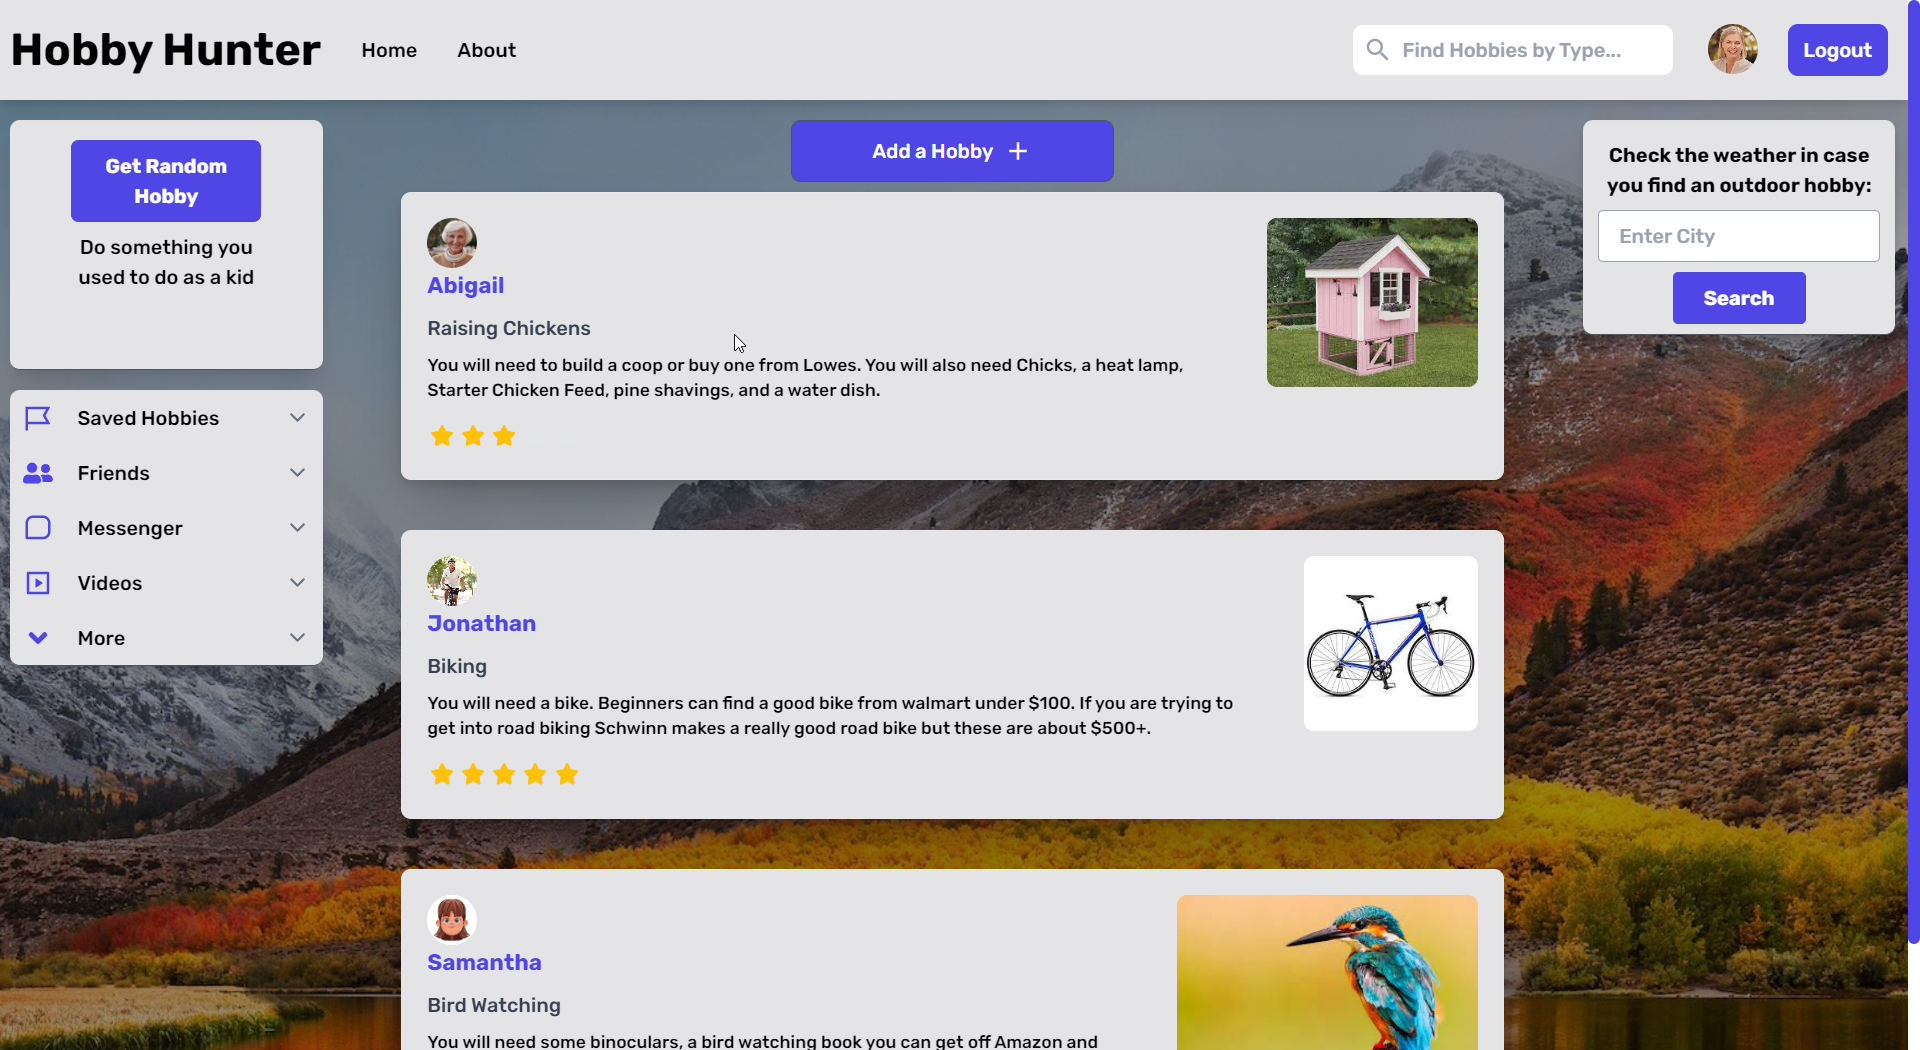 Hobby Hunter
Home
About
Find Hobbies by Type...
Logout
Get Random
Hobby
Do something you
used to do as a kid
Saved Hobbies
Friends
Messenger
Videos
More
Add a Hobby +
Abigail
Raising Chickens
You will need to build a coop or buy one from Lowes. You will also need Chicks, a heat lamp,
Starter Chicken Feed, pine shavings, and a water dish.
Jonathan
Biking
You will need a bike. Beginners can find a good bike from walmart under $100. If you are trying to
get into road biking Schwinn makes a really good road bike but these are about $500+.
Samantha
Bird Watching
You will need some binoculars, a bird watching book you can get off Amazon and
Check the weather in case
you find an outdoor hobby:
Enter City
Search